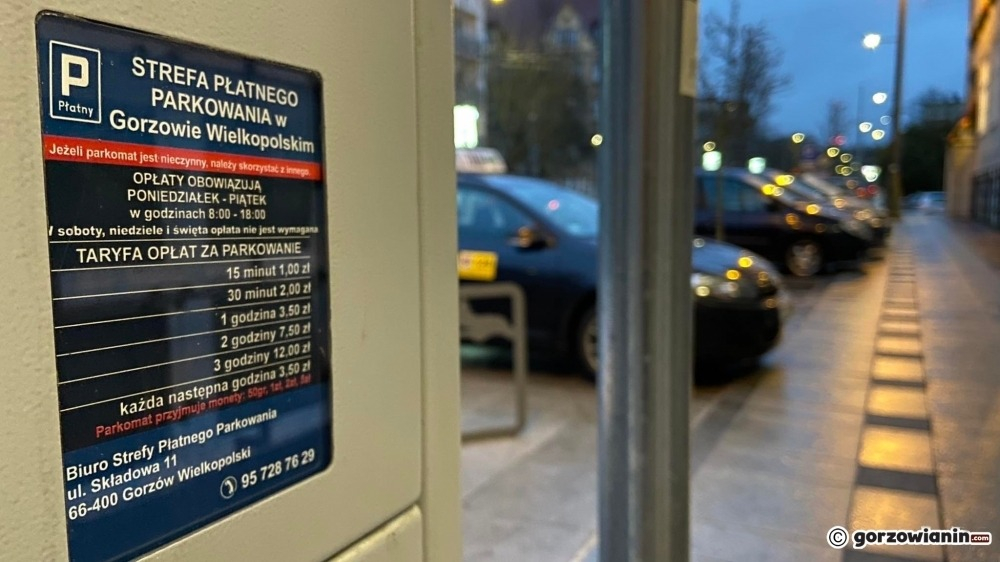 P
Płatny
STREFA PŁATNEGO
PARKOWANIA w
Gorzowie Wielkopolskim
Jeżeli parkomat jest nieczynny, należy skorzystać z innego.
OPŁATY OBOWIĄZUJĄ
PONIEDZIAŁEK - PIĄTEK
w godzinach 8:00 - 18:00
soboty, niedziele i święta opłata nie jest wymagana
TARYFA OPŁAT ZA PARKOWANIE
15 minut 1,00 zł
30 minut 2,00 zł
1 godzina 3,50 zł
2 godziny 7,50 zł
3 godziny 12,00 zł
każda następna godzina 3,50 zł
Parkomat przyjmuje monety: 50gr, 1zł, 2zł, 5zł
Biuro Strefy Płatnego Parkowania
ul. Składowa 11
66-400 Gorzów Wielkopolski
95 728 76 29
© gorzowianin.com